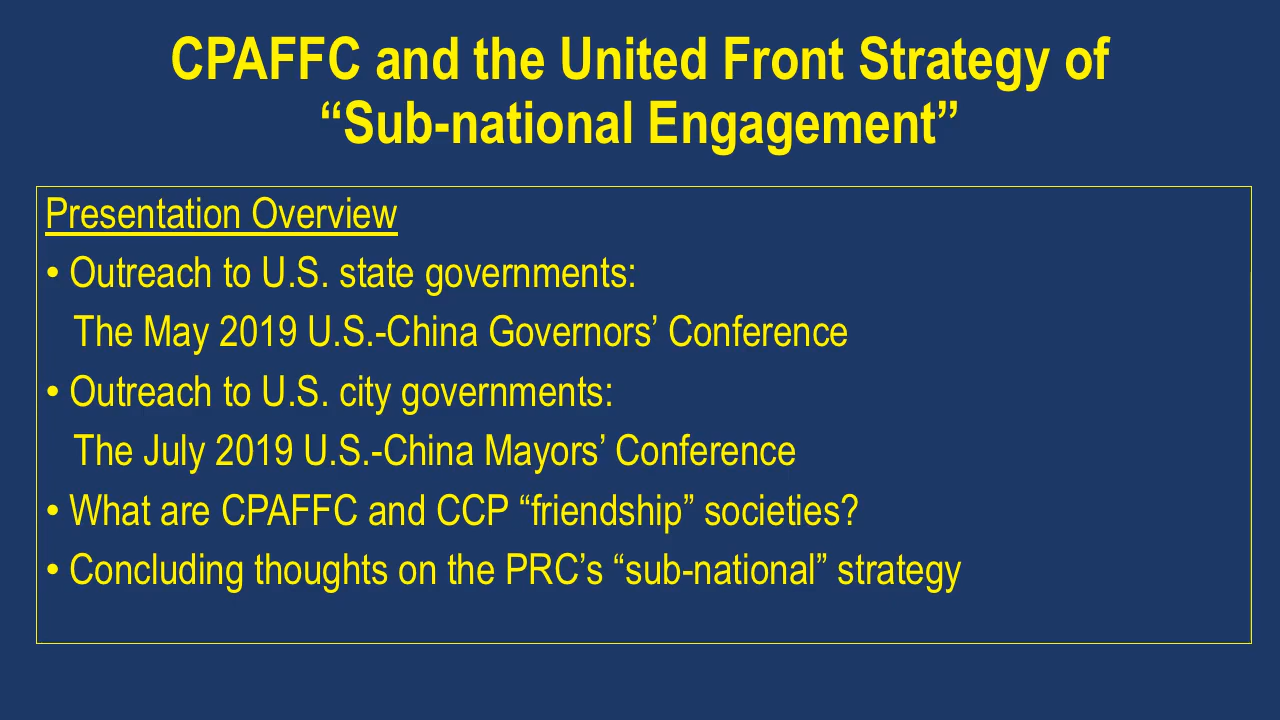 CPAFFC and the United Front Strategy of
“Sub-national Engagement”
Presentation Overview
• Outreach to U.S. state governments:
The May 2019 U.S.-China Governors’ Conference
• Outreach to U.S. city governments:
The July 2019 U.S.-China Mayors’ Conference
• What are CPAFFC and CCP “friendship” societies?
• Concluding thoughts on the PRC’s “sub-national” strategy